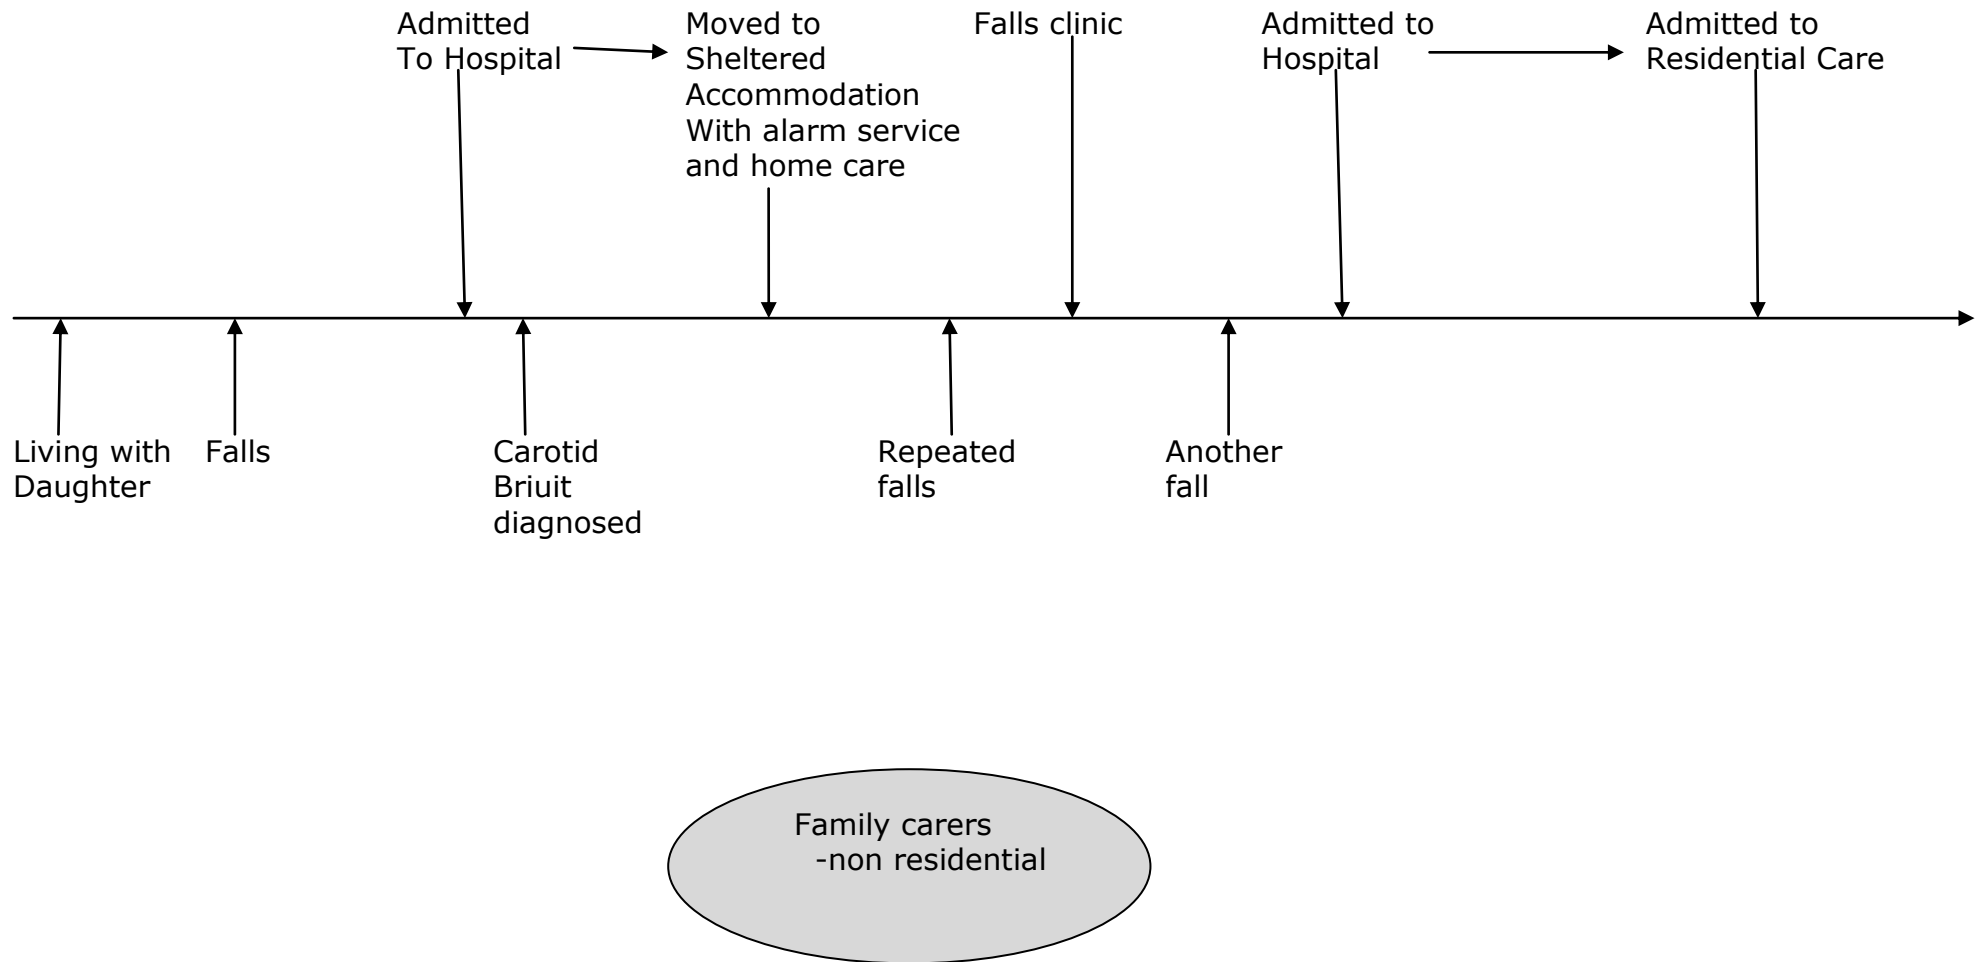 Admitted
To Hospital
Moved to
Sheltered
Accommodation
With alarm service
and home care
Falls clinic
Admitted to
Hospital
Admitted to
Residential Care
Living with
Daughter
Falls
Carotid
Briuit
diagnosed
Repeated
falls
Another
fall
Family carers
-non residential